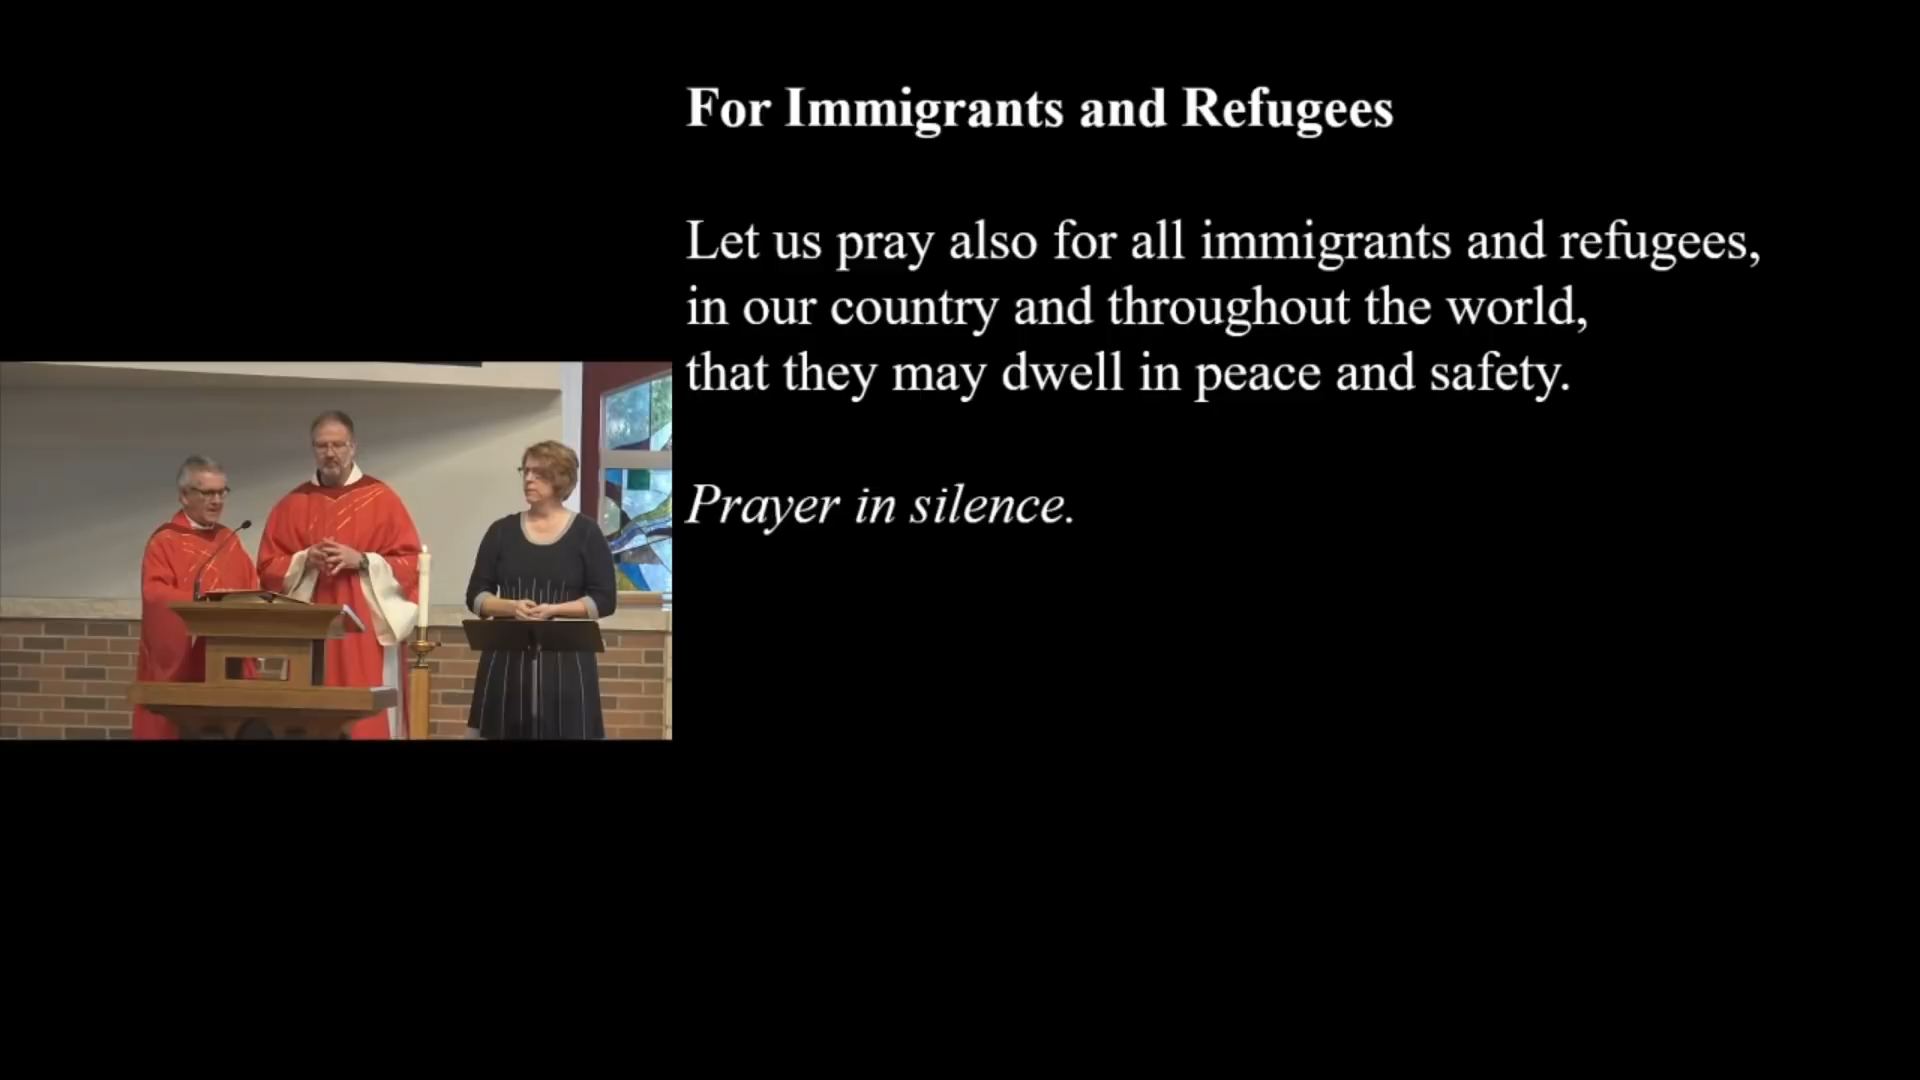 For Immigrants and Refugees
Let us pray also for all immigrants and refugees,
in our country and throughout the world,
that they may dwell in peace and safety.
Prayer in silence.